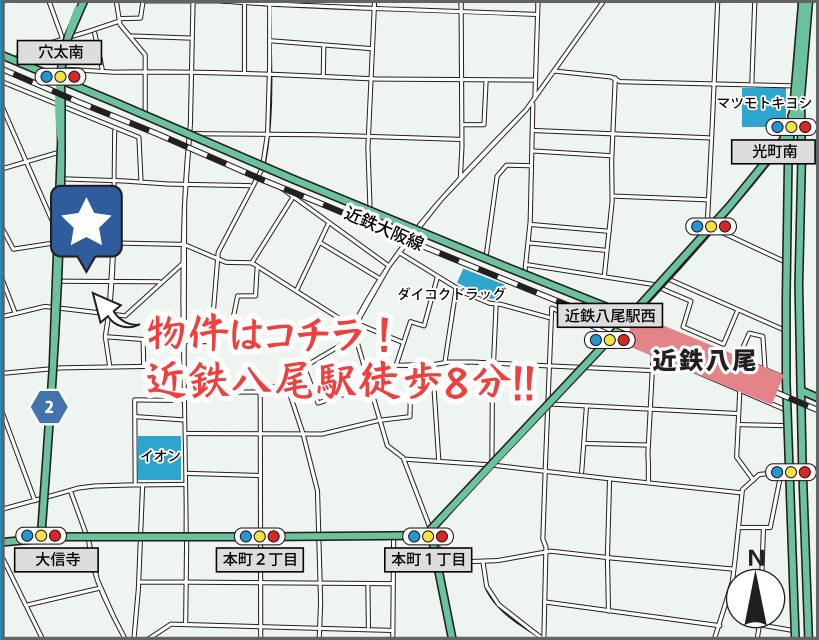 穴太南
マツモトキヨシ
光町南
近鉄大阪線
ダイコクドラッグ
近鉄八尾駅西
物件はコチラ！
近鉄八尾駅徒歩8分!!
近鉄八尾
2
イオン
大信寺
本町２丁目
本町１丁目
N